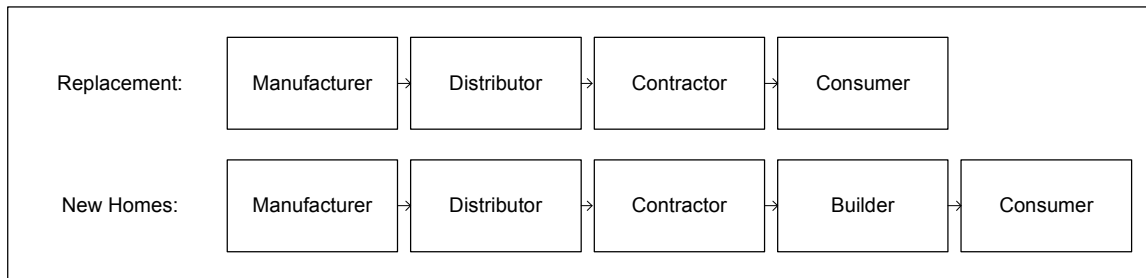 Replacement: Manufacturer Distributor Contractor Consumer
New Homes: Manufacturer Distributor Contractor Builder Consumer